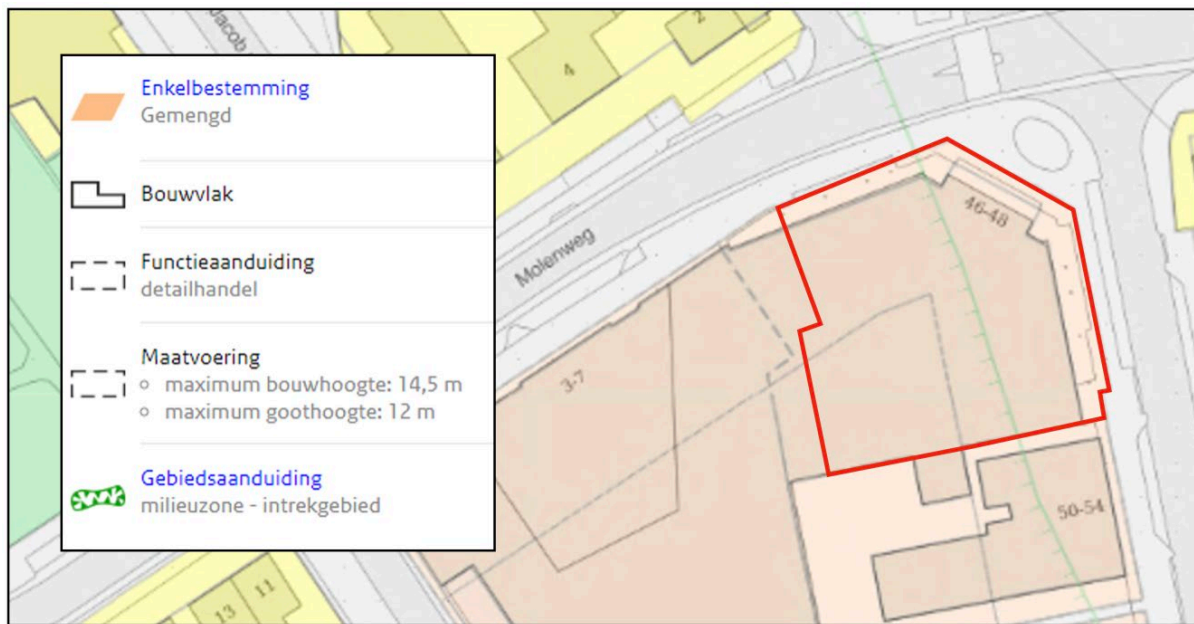 Jacob
Enkelbestemming
Gemengd
Bouwvlak
Functieaanduiding
detailhandel
Maatvoering
maximum bouwhoogte: 14,5 m
maximum goothoogte: 12 m
Gebiedsaanduiding
milieuzone - intrekgebied
2
4
Molenweg
46-48
3-7
50-54
11
13